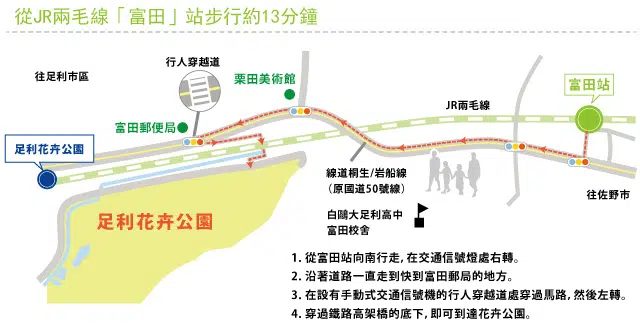 從JR兩毛線「富田」站步行約13分鐘
行人穿越道
往足利市區
栗田美術館
富田站
JR兩毛線
富田郵便局
足利花卉公園
線道桐生/岩船線
(原國道50號線)
往佐野市
足利花卉公園
白鷗大足利高中
富田校舍
1. 從富田站向南行走, 在交通信號燈處右轉。
2. 沿著道路一直走到快到富田郵局的地方。
3. 在設有手動式交通信號機的行人穿越道處穿過馬路, 然後左轉。
4. 穿過鐵路高架橋的底下, 即可到達花卉公園。